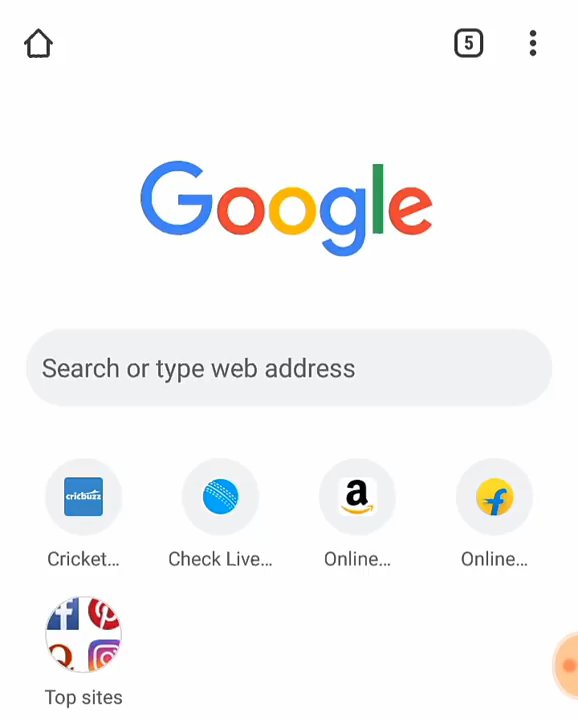 5
Google
Search or type web address
cricbuzz
a
f
Cricket...
Check Live...
Online...
Online...
f
Top sites